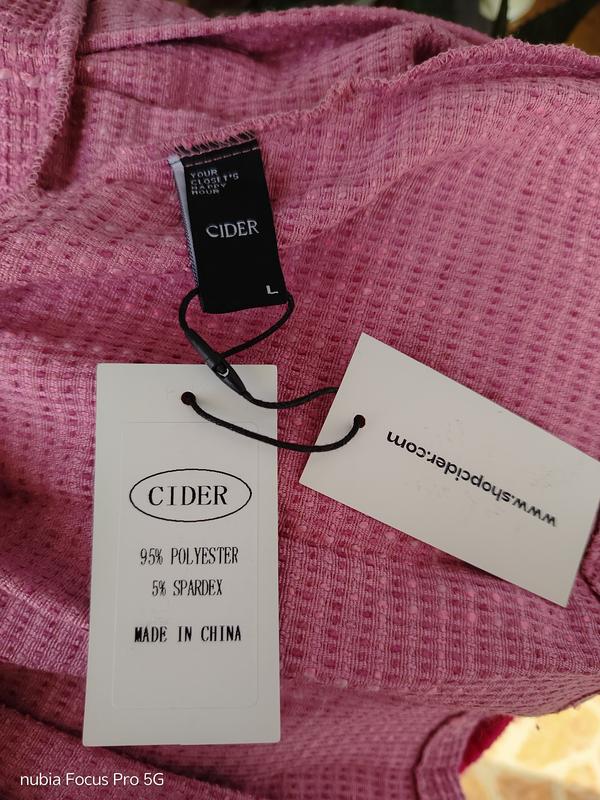 YOUR
CLOSET'S
HAPPY
HOUR
CIDER
L
www.shopcider.com
CIDER
95% POLYESTER
5% SPARDEX
MADE IN CHINA
nubia Focus Pro 5G